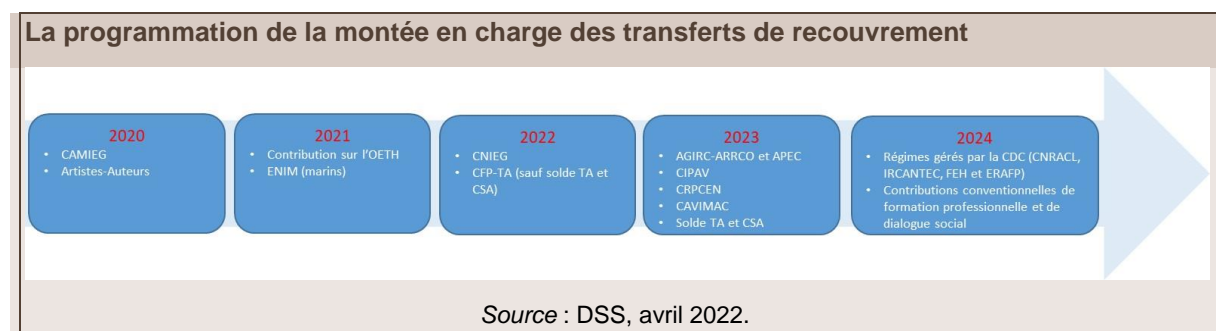 La programmation de la montée en charge des transferts de recouvrement
2020
• CAMIEG
• Artistes-Auteurs
2021
• Contribution sur l'OETH
• ENIM (marins)
2022
• CNIEG
• CFP-TA (sauf solde TA et
CSA)
2023
• AGIRC-ARRCO et APEC
• CIPAV
• CRPCEN
• CAVIMAC
• Solde TA et CSA
2024
• Régimes gérés par la CDC (CNRACL,
IRCANTEC, FEH et ERAFP)
• Contributions conventionnelles de
formation professionnelle et de
dialogue social
Source : DSS, avril 2022.